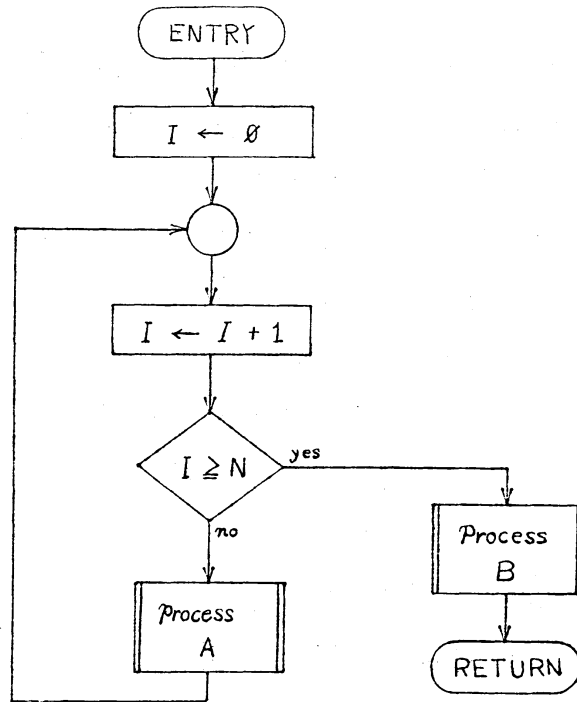 ENTRY
I ← Ø
I ← I + 1
I ≧ N
yes
no
Process
B
Process
A
RETURN